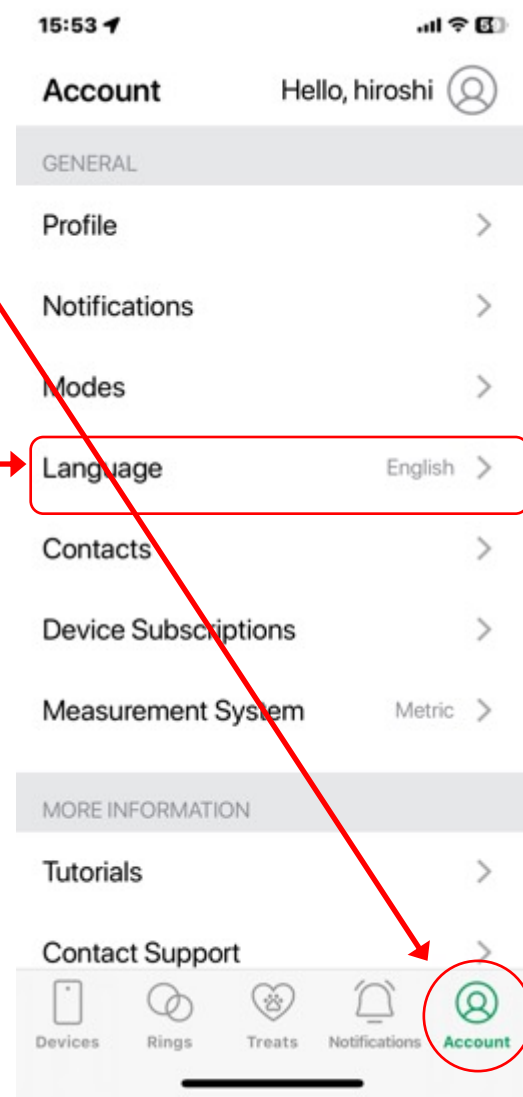 15:53
Account Hello, hiroshi
GENERAL
Profile
Notifications
Modes
Language English
Contacts
Device Subscriptions
Measurement System Metric
MORE INFORMATION
Tutorials
Contact Support
Devices Rings Treats Notifications Account